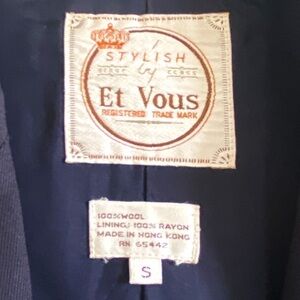 STYLISH
by
Et Vous
REGISTERED TRADE MARK
100% WOOL
LINING: 100% RAYON
MADE IN HONG KONG
RN 65442
S